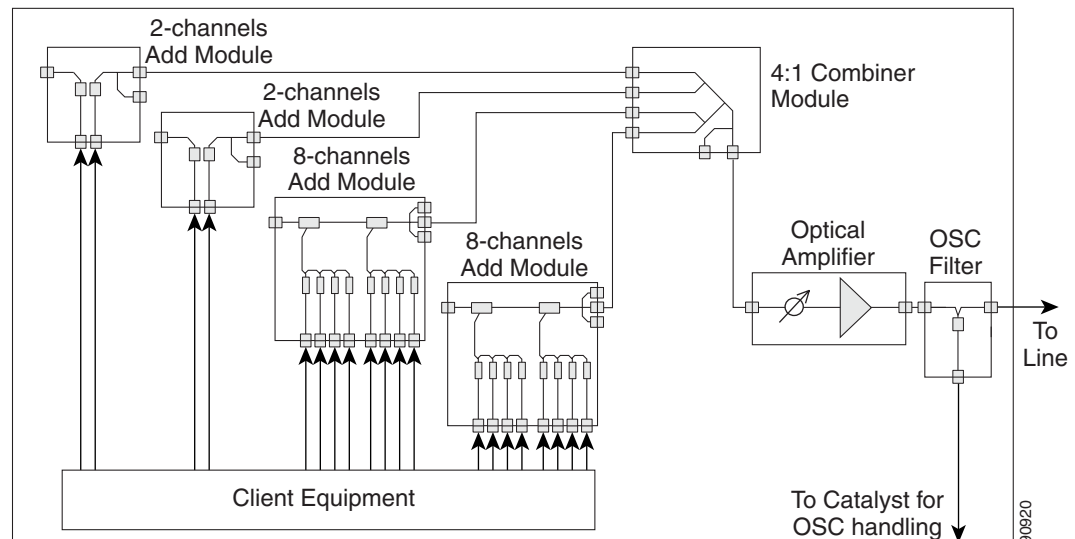 2-channels
Add Module
2-channels
Add Module
8-channels
Add Module
8-channels
Add Module
4:1 Combiner
Module
Optical
Amplifier
OSC
Filter
To
Line
Client Equipment
To Catalyst for
OSC handling
90920